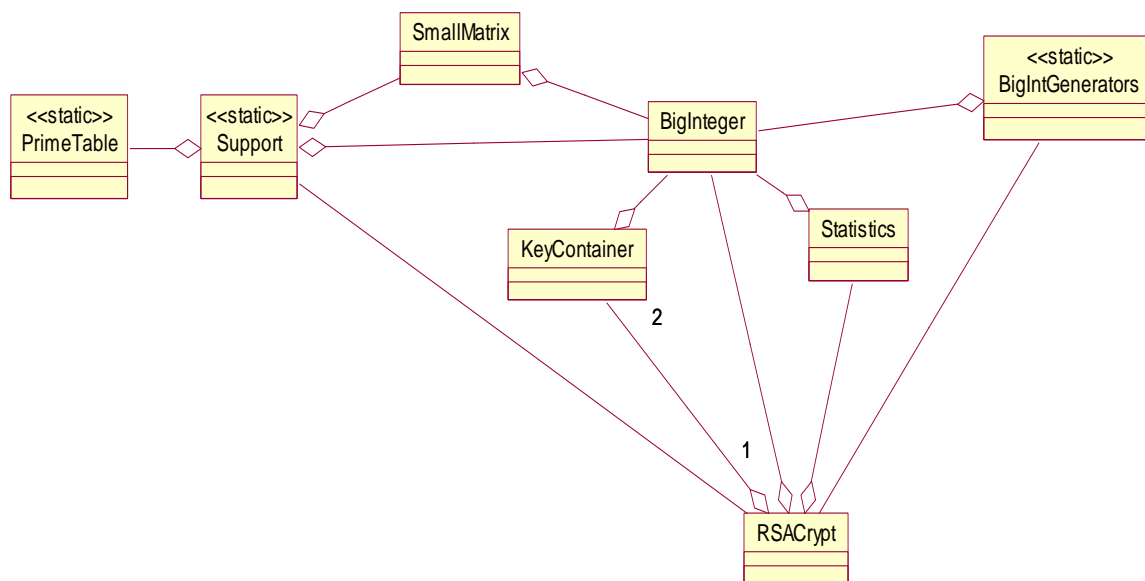 SmallMatrix
<<static>>
BigIntGenerators
<<static>>
PrimeTable
<<static>>
Support
BigInteger
Statistics
KeyContainer
2
1
RSACrypt